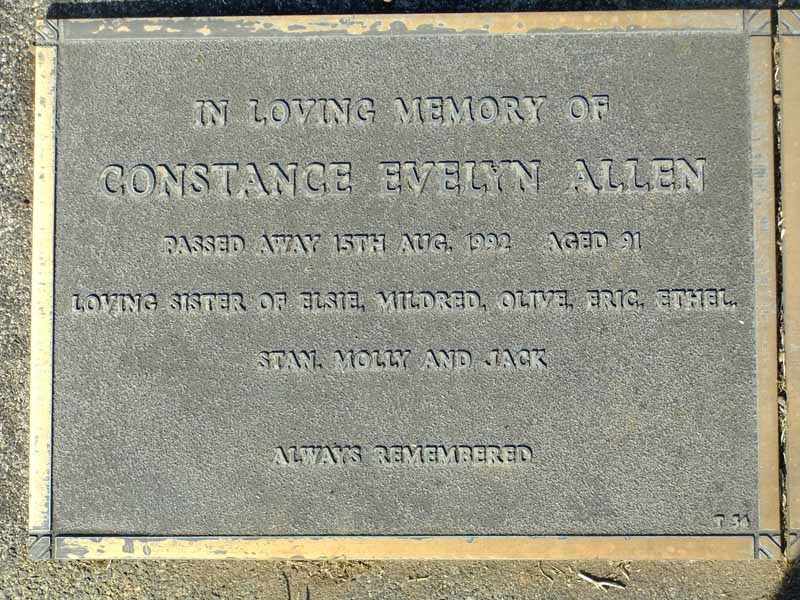 IN LOVING MEMORY OF
CONSTANCE EVELYN ALLEN
PASSED AWAY 15TH AUG. 1992 AGED 91
LOVING SISTER OF ELSIE, MILDRED, OLIVE, ERIC, ETHEL,
STAN, MOLLY AND JACK
ALWAYS REMEMBERED